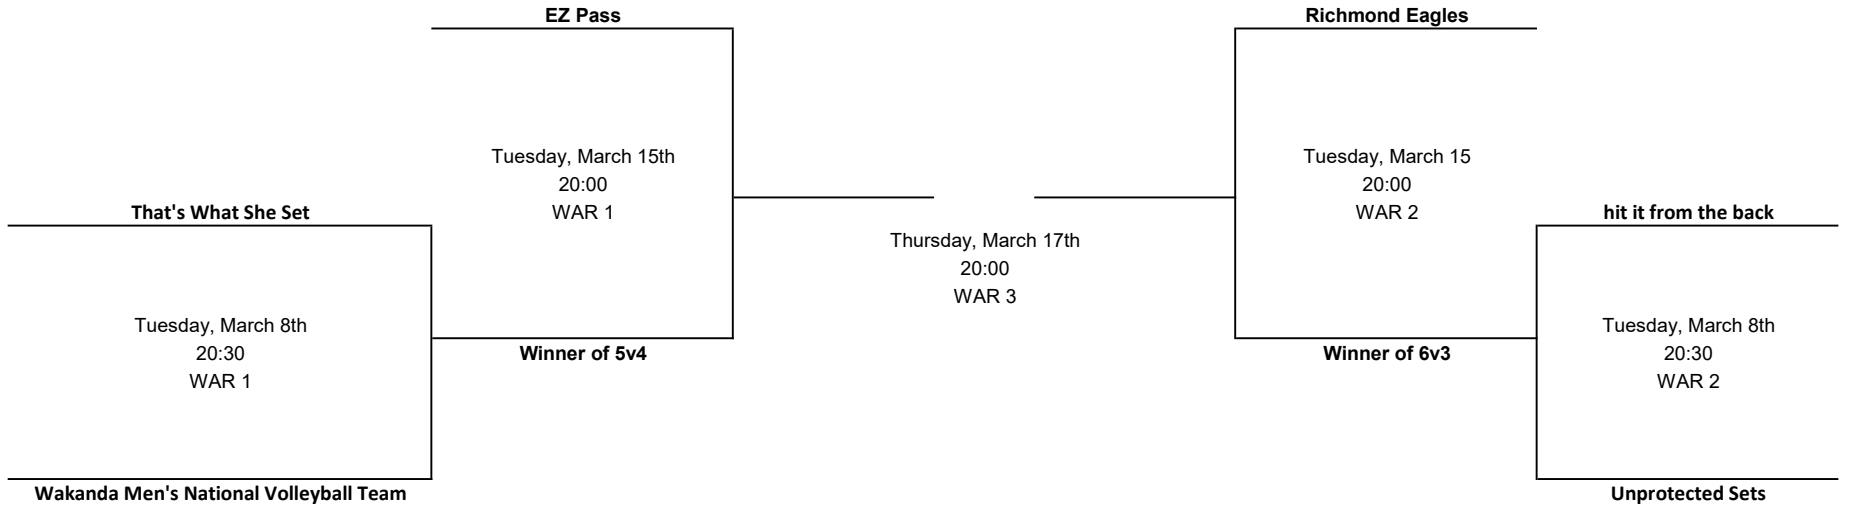 EZ Pass
Richmond Eagles
Tuesday, March 15th
20:00
WAR 1
Tuesday, March 15
20:00
WAR 2
That's What She Set
hit it from the back
Thursday, March 17th
20:00
WAR 3
Tuesday, March 8th
20:30
WAR 1
Winner of 5v4
Winner of 6v3
Tuesday, March 8th
20:30
WAR 2
Wakanda Men's National Volleyball Team
Unprotected Sets